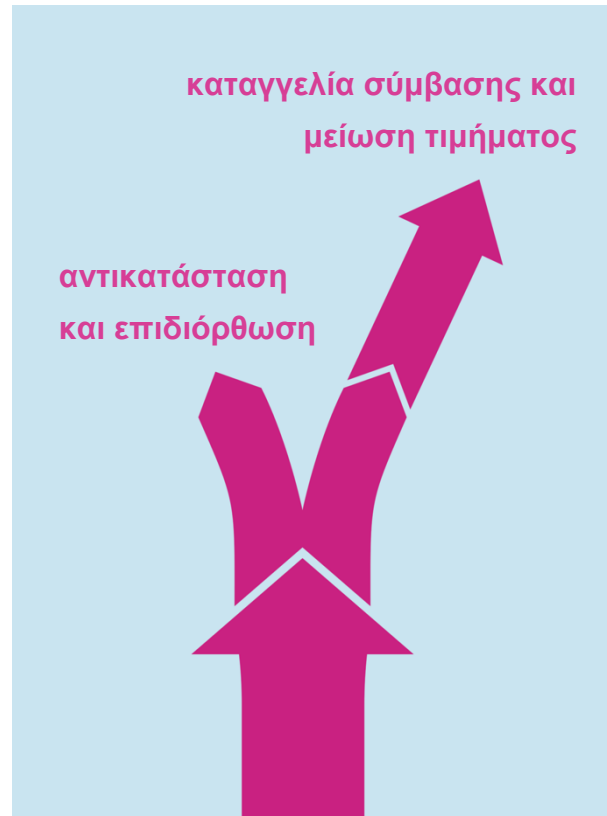 καταγγελία σύμβασης και
μείωση τιμήματος
αντικατάσταση
και επιδιόρθωση